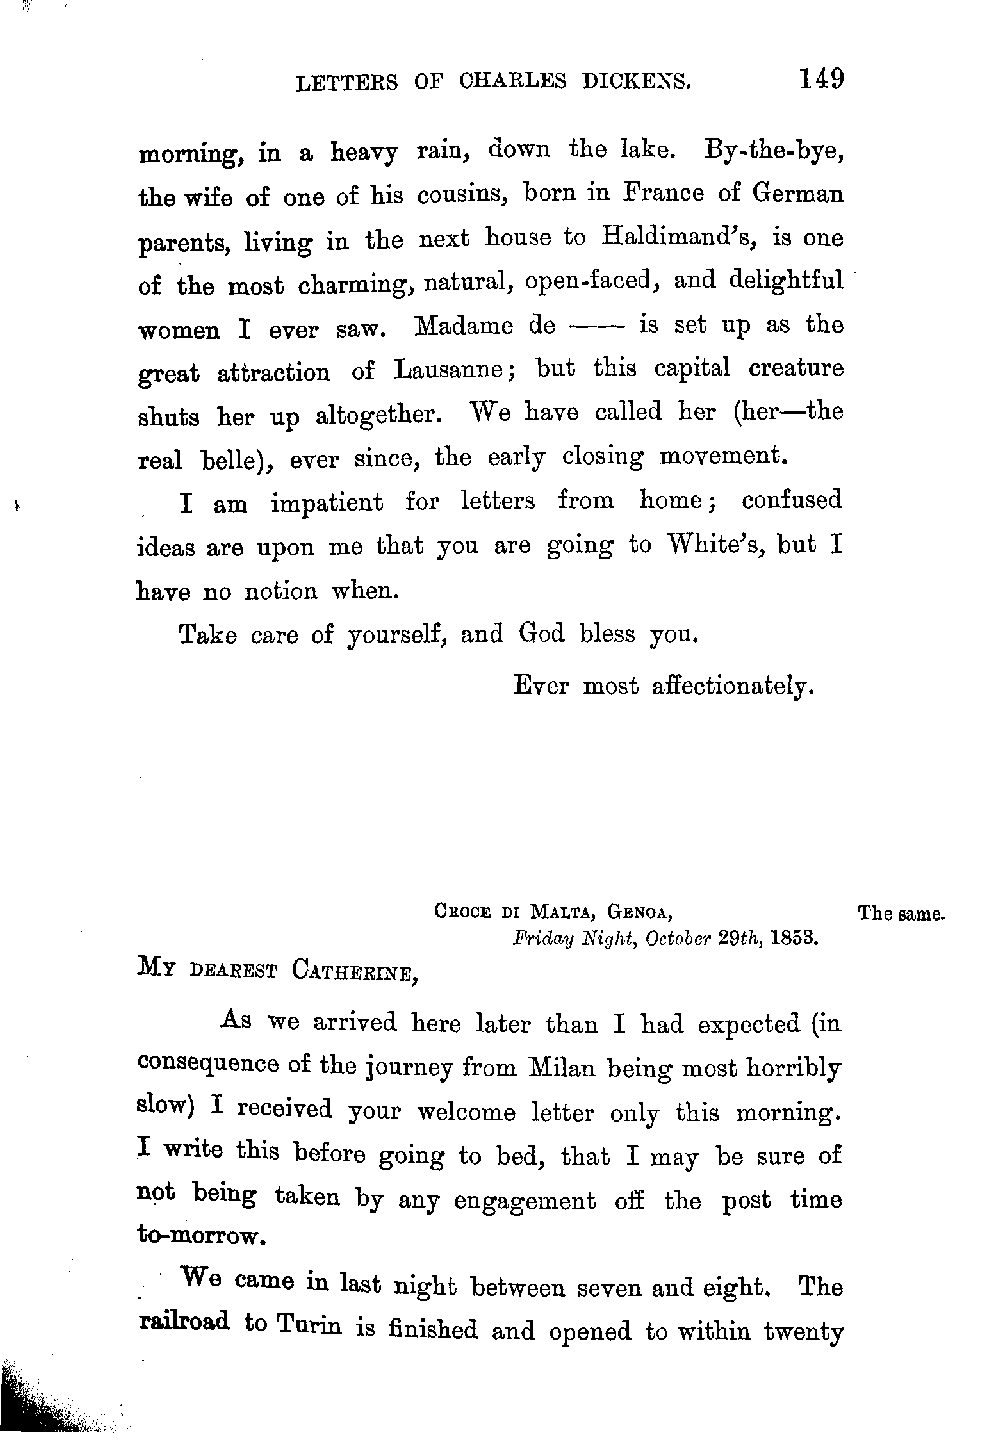 LETTERS OF CHARLES DICKENS. 149
morning, in a heavy rain, down the lake. By-the-bye,
the wife of one of his cousins, born in France of German
parents, living in the next house to Haldimand's, is one
of the most charming, natural, open-faced, and delightful
women I ever saw. Madame de —— is set up as the
great attraction of Lausanne; but this capital creature
shuts her up altogether. We have called her (her—the
real belle), ever since, the early closing movement.
I am impatient for letters from home; confused
ideas are upon me that you are going to White's, but I
have no notion when.
Take care of yourself, and God bless you.
Ever most affectionately.
CROCE DI MALTA, GENOA,
The same.
Friday Night, October 29th, 1853.
MY DEAREST CATHERINE,
As we arrived here later than I had expected (in
consequence of the journey from Milan being most horribly
slow) I received your welcome letter only this morning.
I write this before going to bed, that I may be sure of
not being taken by any engagement off the post time
to-morrow.
We came in last night between seven and eight. The
railroad to Turin is finished and opened to within twenty